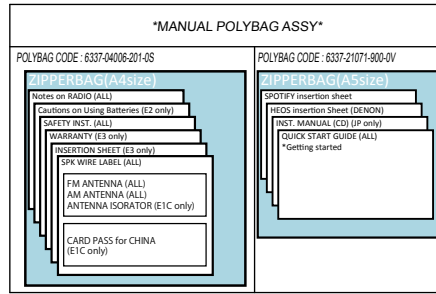 *MANUAL POLYBAG ASSY*
POLYBAG CODE : 6337-04006-201-0S
ZIPPERBAG(A4size)
Notes on RADIO (ALL)
Cautions on Using Batteries (E2 only)
SAFETY INST. (ALL)
WARRANTY (E3 only)
INSERTION SHEET (E3 only)
SPK WIRE LABEL (ALL)
FM ANTENNA (ALL)
AM ANTENNA (ALL)
ANTENNA ISORATOR (E1C only)
CARD PASS for CHINA
(E1C only)
POLYBAG CODE : 6337-21071-900-0V
ZIPPERBAG(A5size)
SPOTIFY insertion sheet
HEOS insertion Sheet (DENON)
NST. MANUAL (CD) (JP only)
QUICK START GUIDE (ALL)
*Getting started